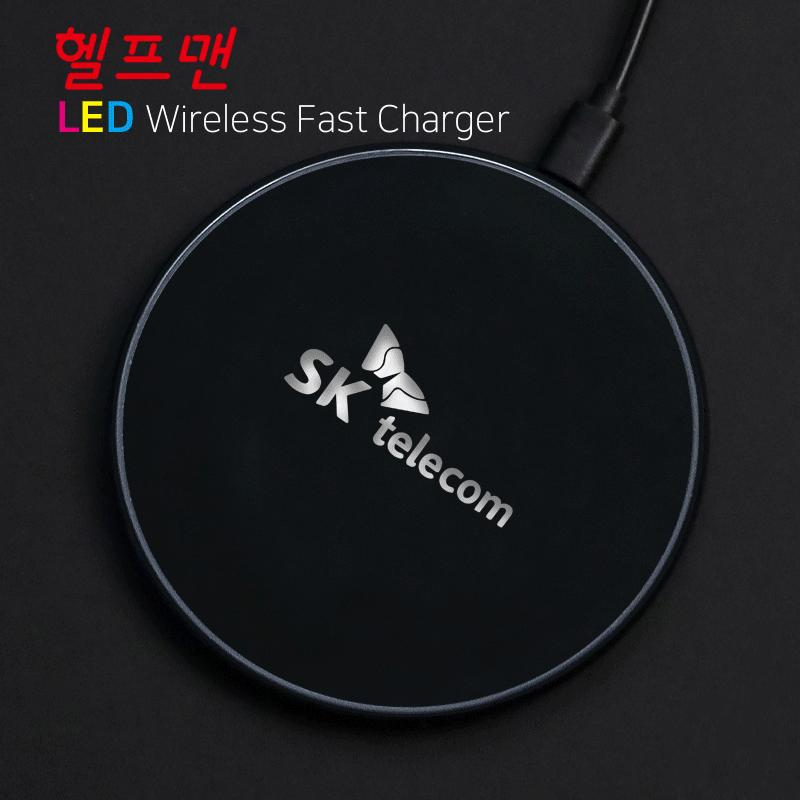 헬프맨
LED Wireless Fast Charger
SK
telecom